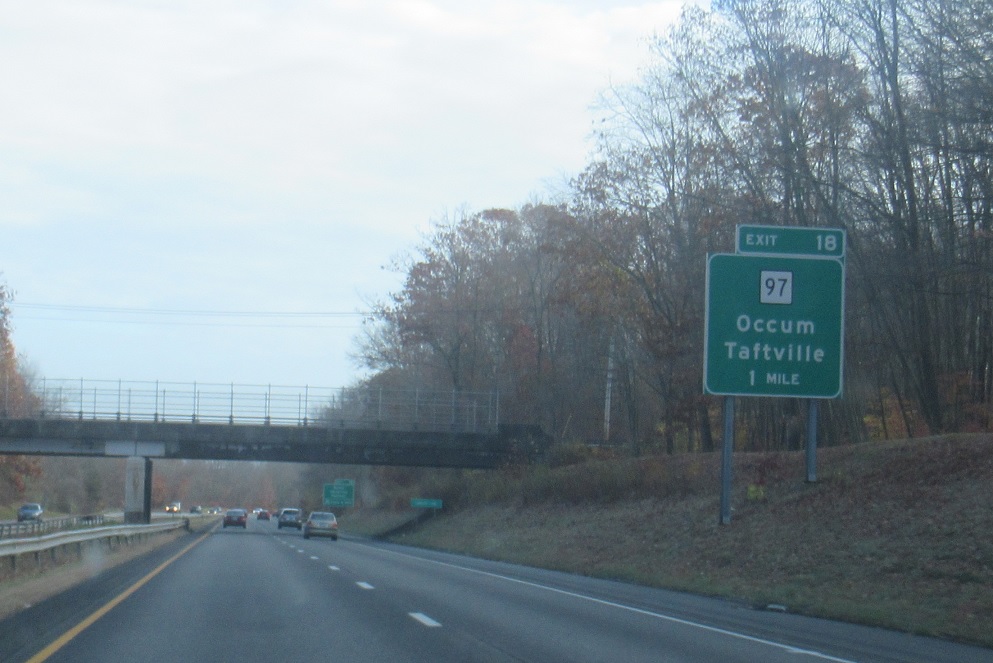 EXIT 18
97
Occum
Taftville
1 MILE